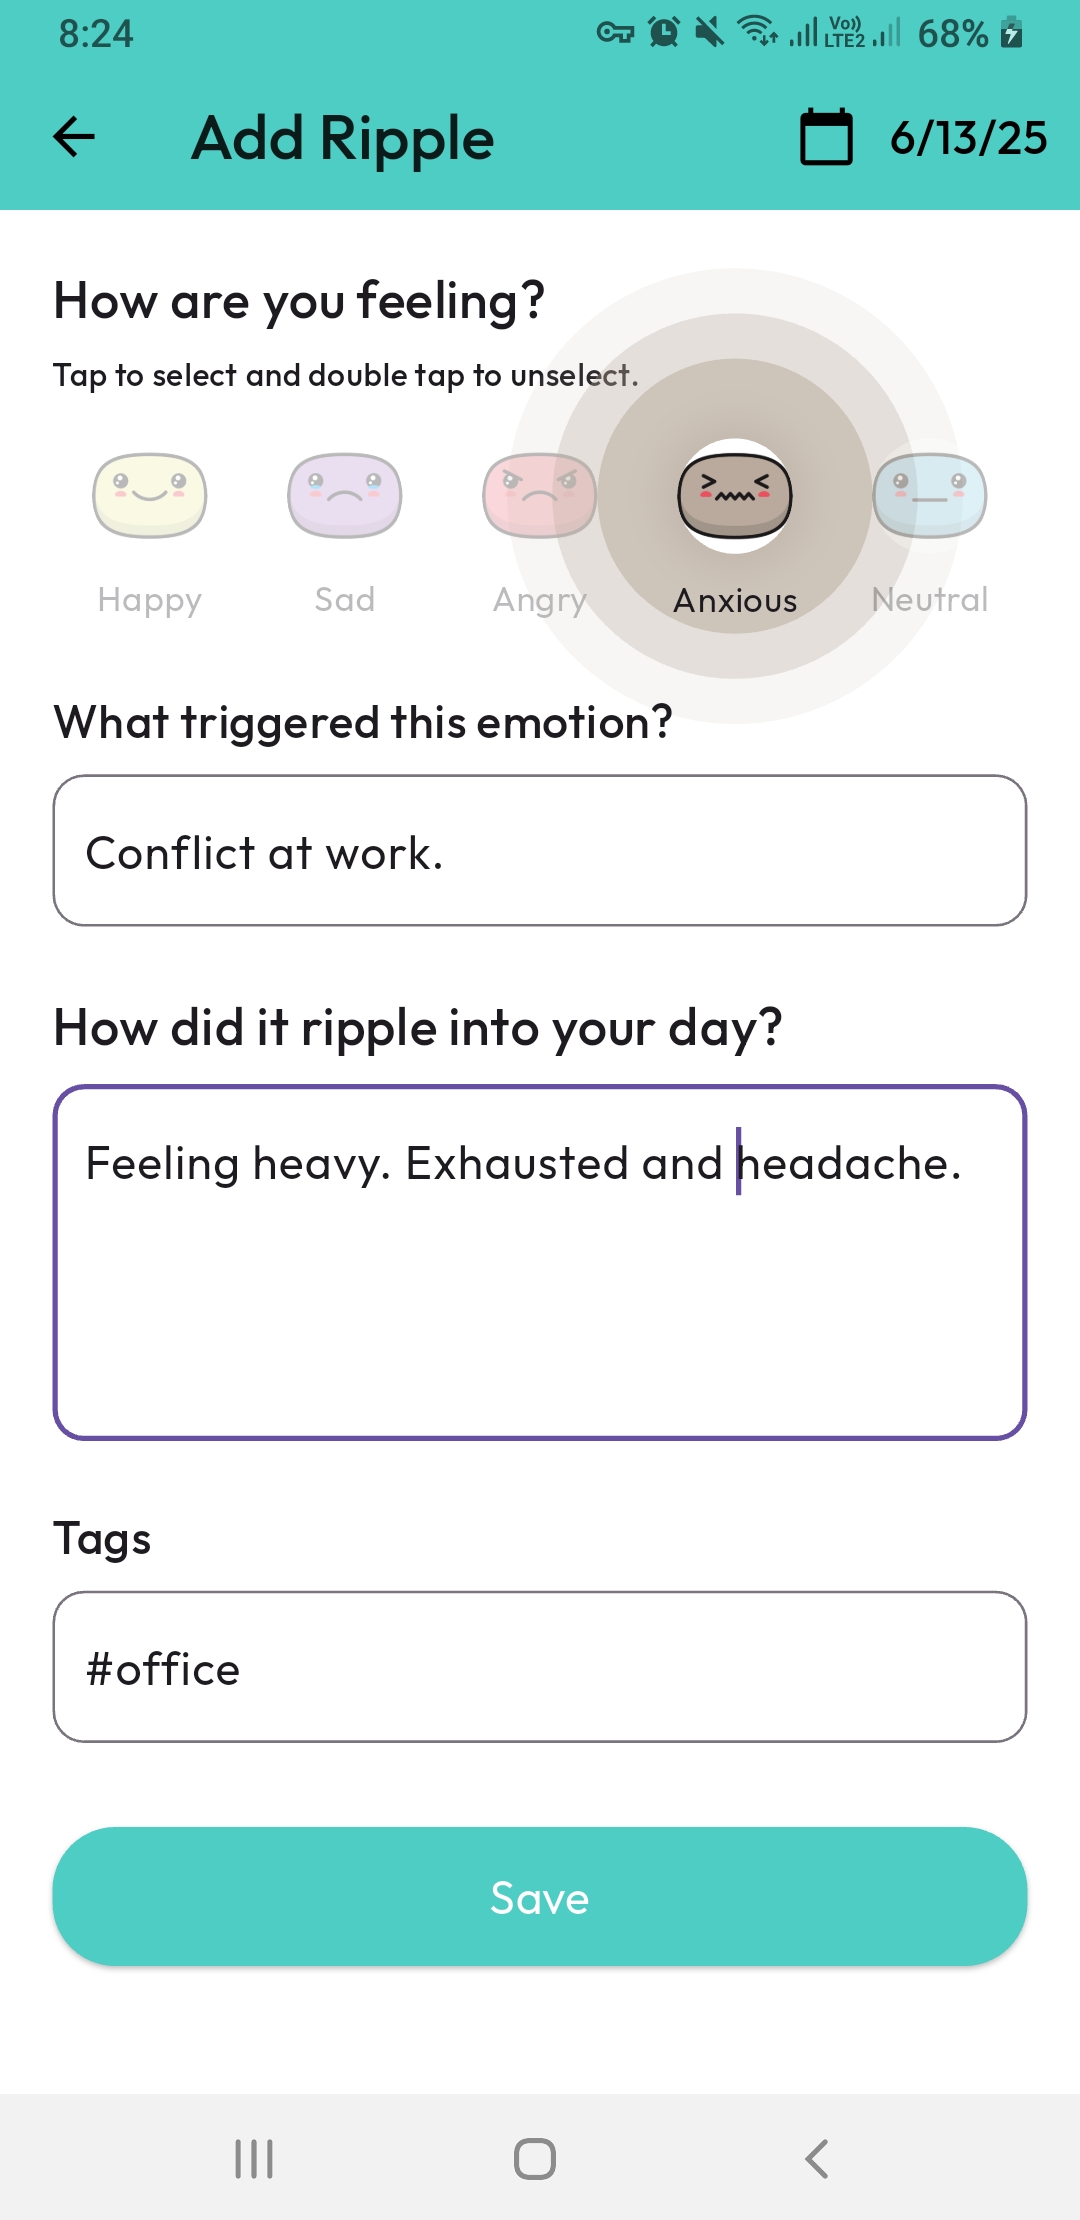 8:24
Vo))
LTE2
68%
Add Ripple
6/13/25
How are you feeling?
Tap to select and double tap to unselect.
Happy
Sad
Angry
Anxious
Neutral
What triggered this emotion?
Conflict at work.
How did it ripple into your day?
Feeling heavy. Exhausted and headache.
Tags
#office
Save